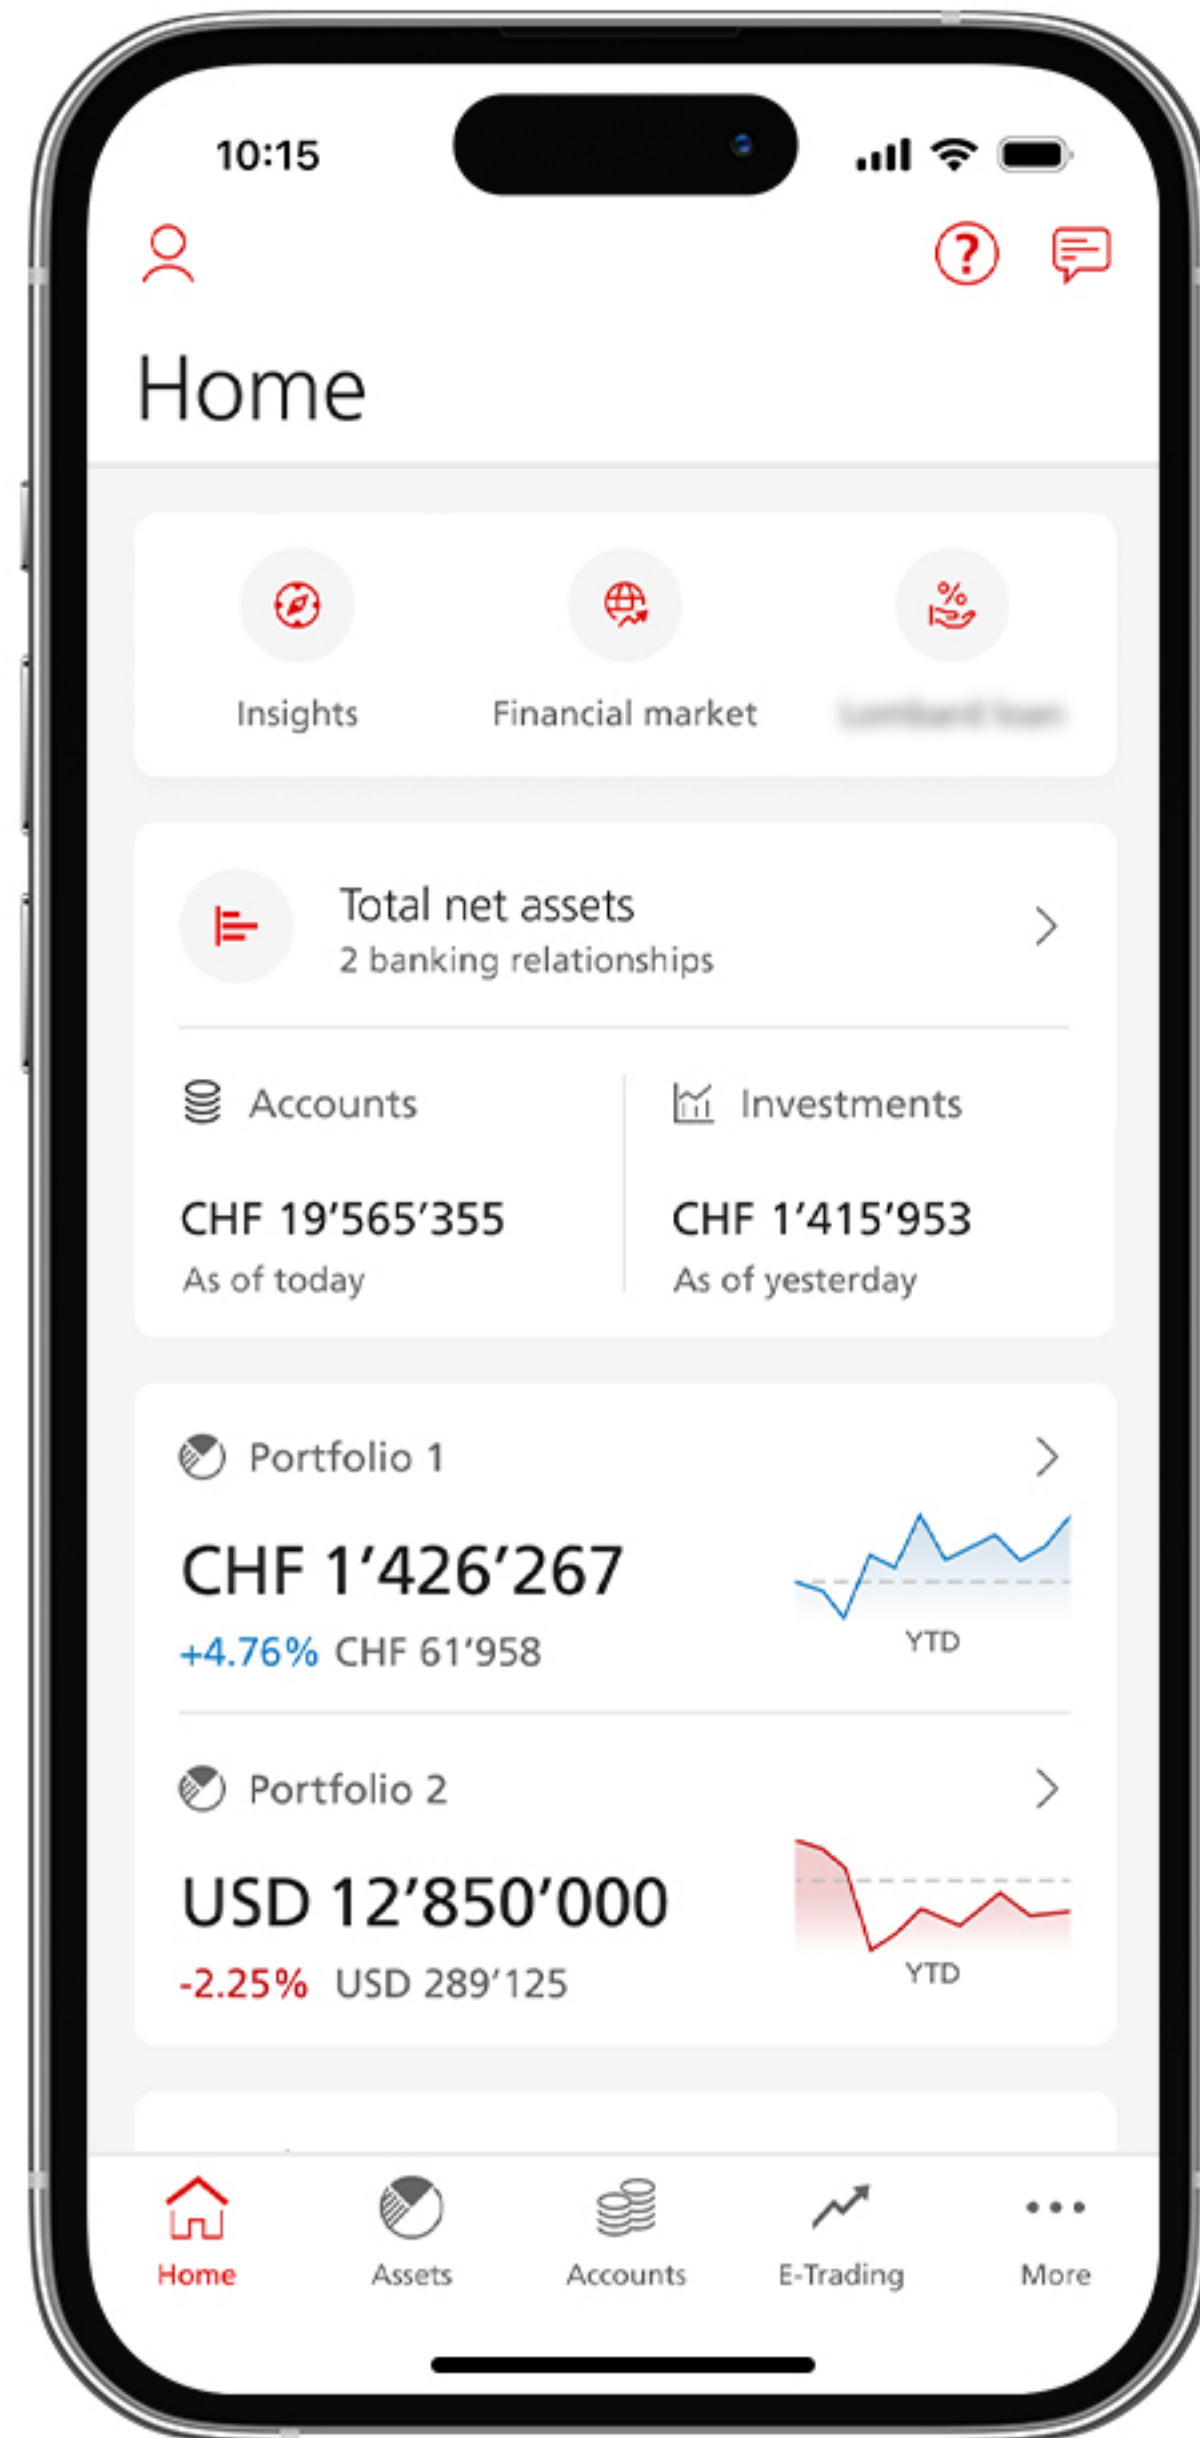 10:15
?
Home
%
Insights
Financial market
Total net assets
2 banking relationships
Accounts
Investments
CHF 19’565’355
CHF 1’415’953
As of today
As of yesterday
Portfolio 1
CHF 1’426’267
+4.76% CHF 61’958
YTD
Portfolio 2
USD 12’850’000
-2.25% USD 289’125
YTD
Home
Assets
Accounts
E-Trading
More